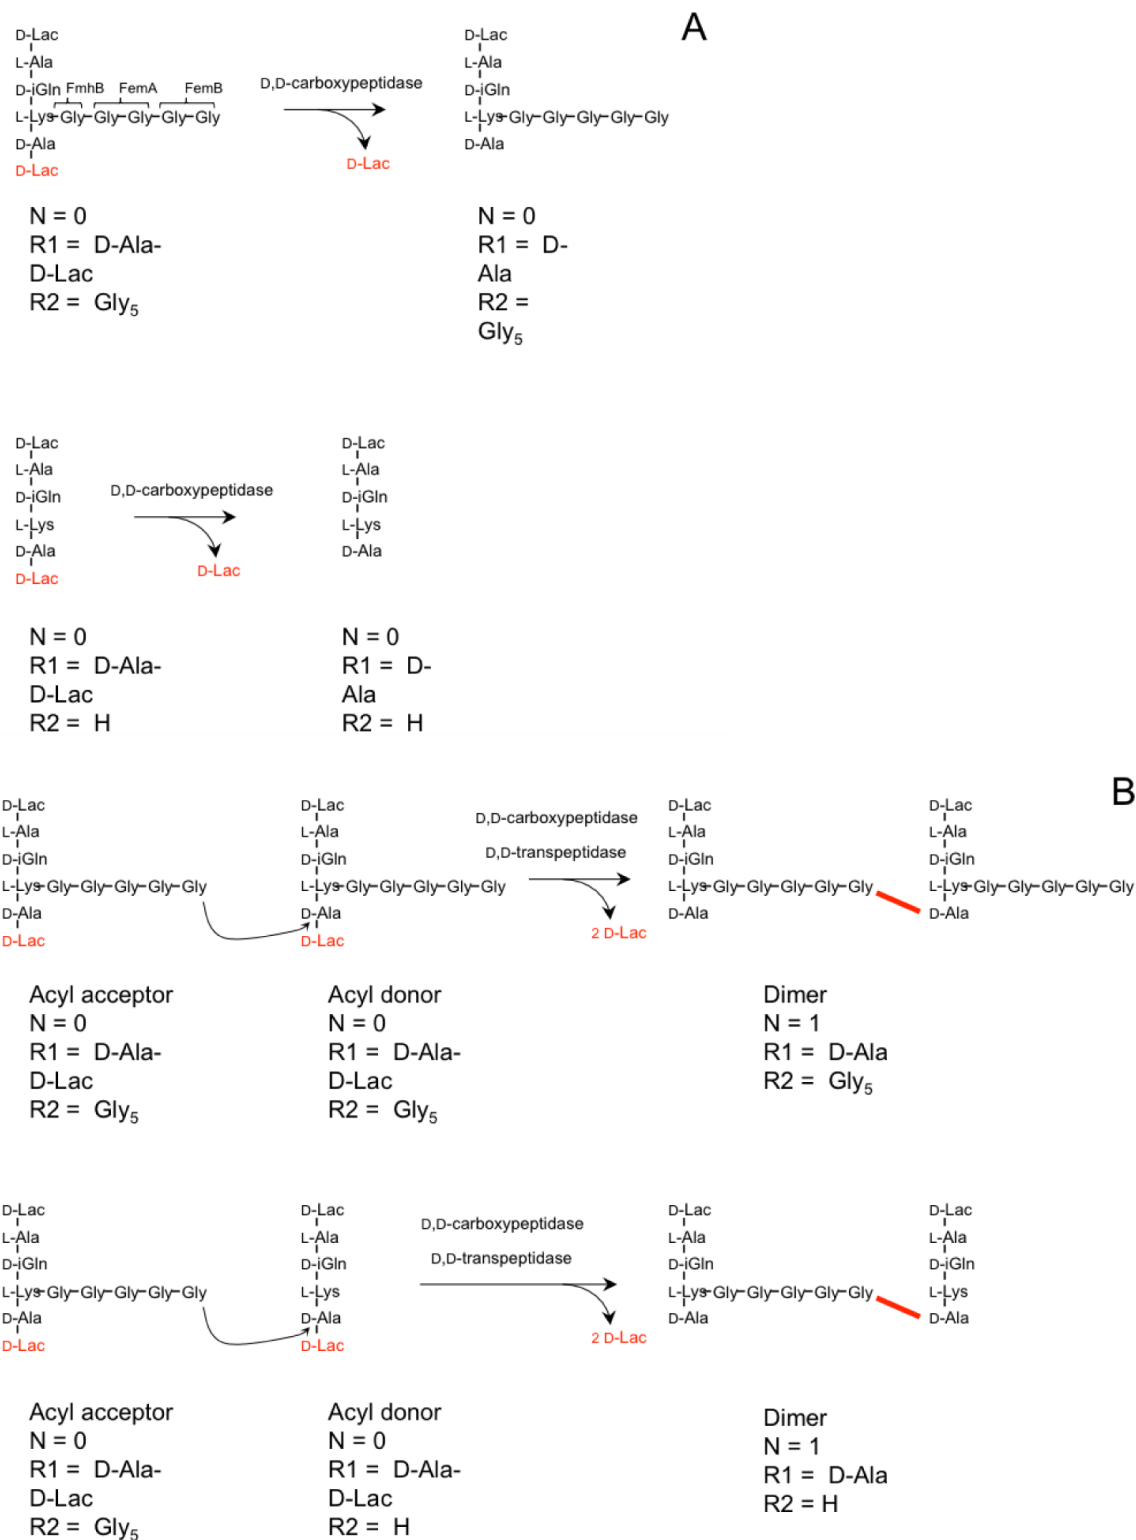 A
D-Lac
L-Ala
D-iGln FmhB FemA FemB
L-Lys-Gly-Gly-Gly-Gly-Gly
D-Ala
D-Lac
D,D-carboxypeptidase
D-Lac
D-Lac
L-Ala
D-iGln
L-Lys-Gly-Gly-Gly-Gly-Gly
D-Ala
N = 0
R1 = D-Ala-
D-Lac
R2 = Gly5
N = 0
R1 = D-
Ala
R2 =
Gly5
D-Lac
L-Ala
D-iGln
L-Lys
D-Ala
D-Lac
D,D-carboxypeptidase
D-Lac
D-Lac
L-Ala
D-iGln
L-Lys
D-Ala
N = 0
R1 = D-Ala-
D-Lac
R2 = H
N = 0
R1 = D-
Ala
R2 = H
B
D-Lac
L-Ala
D-iGln
L-Lys-Gly-Gly-Gly-Gly-Gly
D-Ala
D-Lac
D-Lac
L-Ala
D-iGln
L-Lys-Gly-Gly-Gly-Gly-Gly
D-Ala
D-Lac
D,D-carboxypeptidase
D,D-transpeptidase
2 D-Lac
D-Lac
L-Ala
D-iGln
L-Lys-Gly-Gly-Gly-Gly-Gly
D-Ala
D-Lac
L-Ala
D-iGln
L-Lys-Gly-Gly-Gly-Gly-Gly
D-Ala
Acyl acceptor
N = 0
R1 = D-Ala-
D-Lac
R2 = Gly5
Acyl donor
N = 0
R1 = D-Ala-
D-Lac
R2 = Gly5
Dimer
N = 1
R1 = D-Ala
R2 = Gly5
D-Lac
L-Ala
D-iGln
L-Lys-Gly-Gly-Gly-Gly-Gly
D-Ala
D-Lac
D-Lac
L-Ala
D-iGln
L-Lys
D-Ala
D-Lac
D,D-carboxypeptidase
D,D-transpeptidase
2 D-Lac
D-Lac
L-Ala
D-iGln
L-Lys-Gly-Gly-Gly-Gly-Gly
D-Ala
D-Lac
L-Ala
D-iGln
L-Lys
D-Ala
Acyl acceptor
N = 0
R1 = D-Ala-
D-Lac
R2 = Gly5
Acyl donor
N = 0
R1 = D-Ala-
D-Lac
R2 = H
Dimer
N = 1
R1 = D-Ala
R2 = H